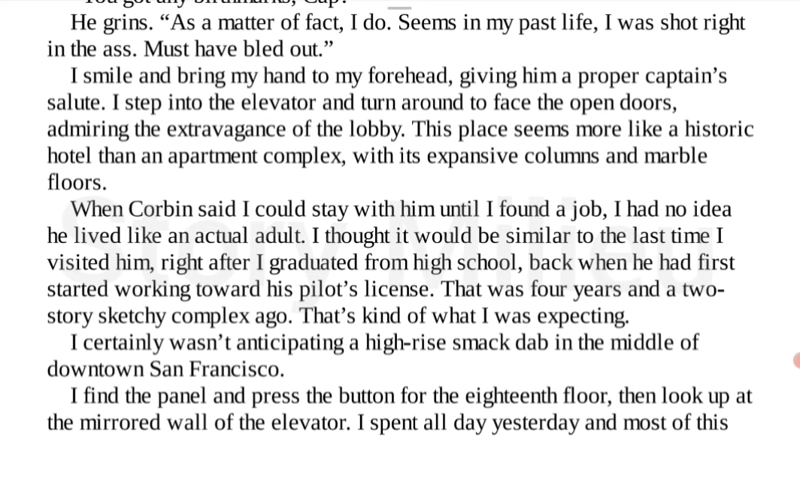 He grins. “As a matter of fact, I do. Seems in my past life, I was shot right
in the ass. Must have bled out.”
I smile and bring my hand to my forehead, giving him a proper captain’s
salute. I step into the elevator and turn around to face the open doors,
admiring the extravagance of the lobby. This place seems more like a historic
hotel than an apartment complex, with its expansive columns and marble
floors.
When Corbin said I could stay with him until I found a job, I had no idea
he lived like an actual adult. I thought it would be similar to the last time I
visited him, right after I graduated from high school, back when he had first
started working toward his pilot’s license. That was four years and a two-
story sketchy complex ago. That’s kind of what I was expecting.
I certainly wasn’t anticipating a high-rise smack dab in the middle of
downtown San Francisco.
I find the panel and press the button for the eighteenth floor, then look up at
the mirrored wall of the elevator. I spent all day yesterday and most of this